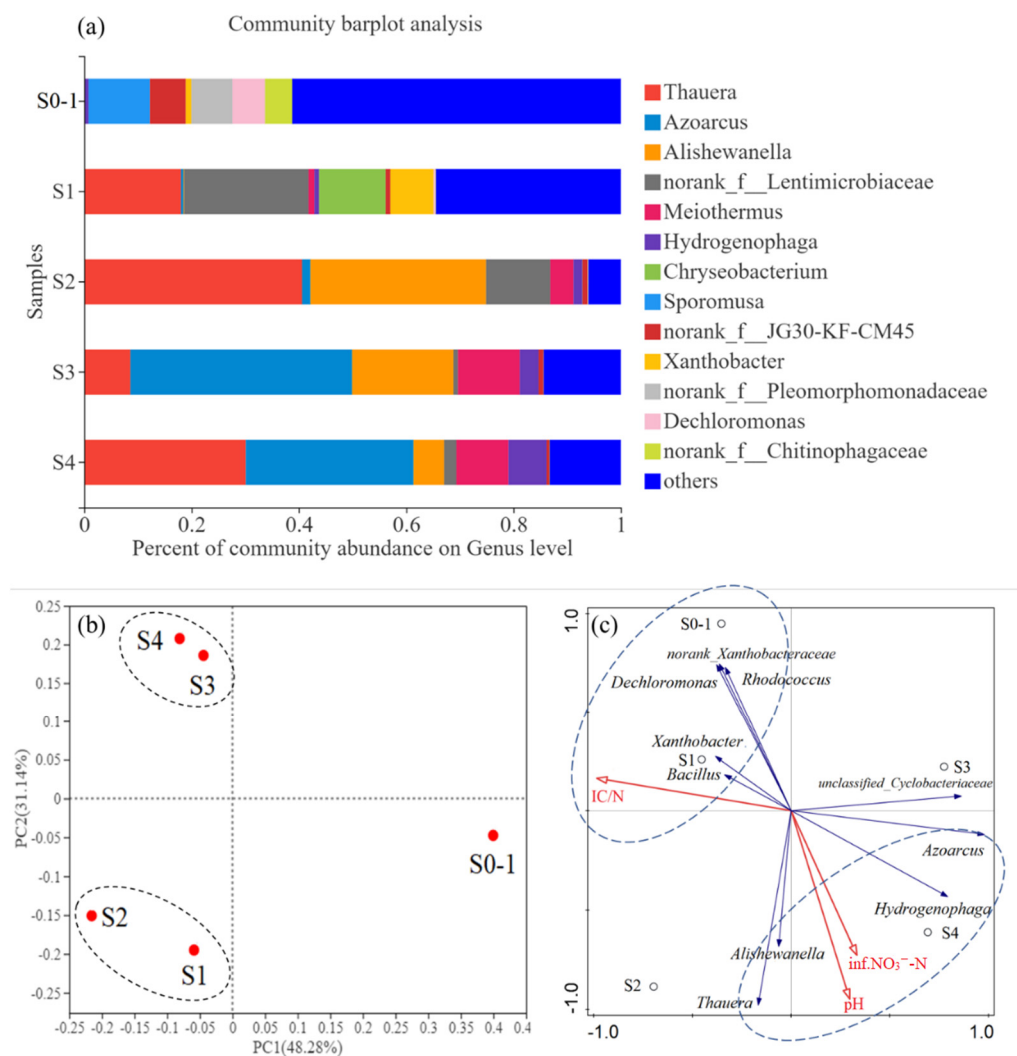 (a)
Community barplot analysis
Samples
S0-1
S1
S2
S3
S4
0
0.2
0.4
0.6
0.8
1
Percent of community abundance on Genus level
Thauera
Azoarcus
Alishewanella
norank_f__Lentimicrobiaceae
Meiothermus
Hydrogenophaga
Chryseobacterium
Sporomusa
norank_f__JG30-KF-CM45
Xanthobacter
norank_f__Pleomorphomonadaceae
Dechloromonas
norank_f__Chitinophagaceae
others
(b)
PC2(31.14%)
0.25
0.2
0.15
0.1
0.05
0
-0.05
-0.1
-0.15
-0.2
-0.25
S4
S3
S0-1
S2
S1
-0.25
-0.2
-0.15
-0.1
-0.05
0
0.05
0.1
0.15
0.2
0.25
0.3
0.35
0.4
0.4
PC1(48.28%)
(c)
1.0
-1.0
S0-1
norank_Xanthobacteraceae
Dechloromonas
Rhodococcus
Xanthobacter
S1
Bacillus
IC/N
S3
unclassified_Cyclobacteriaceae
Azoarcus
Hydrogenophaga
S4
Alishewanella
inf.NO₃⁻-N
S2
Thauera
pH
-1.0
1.0